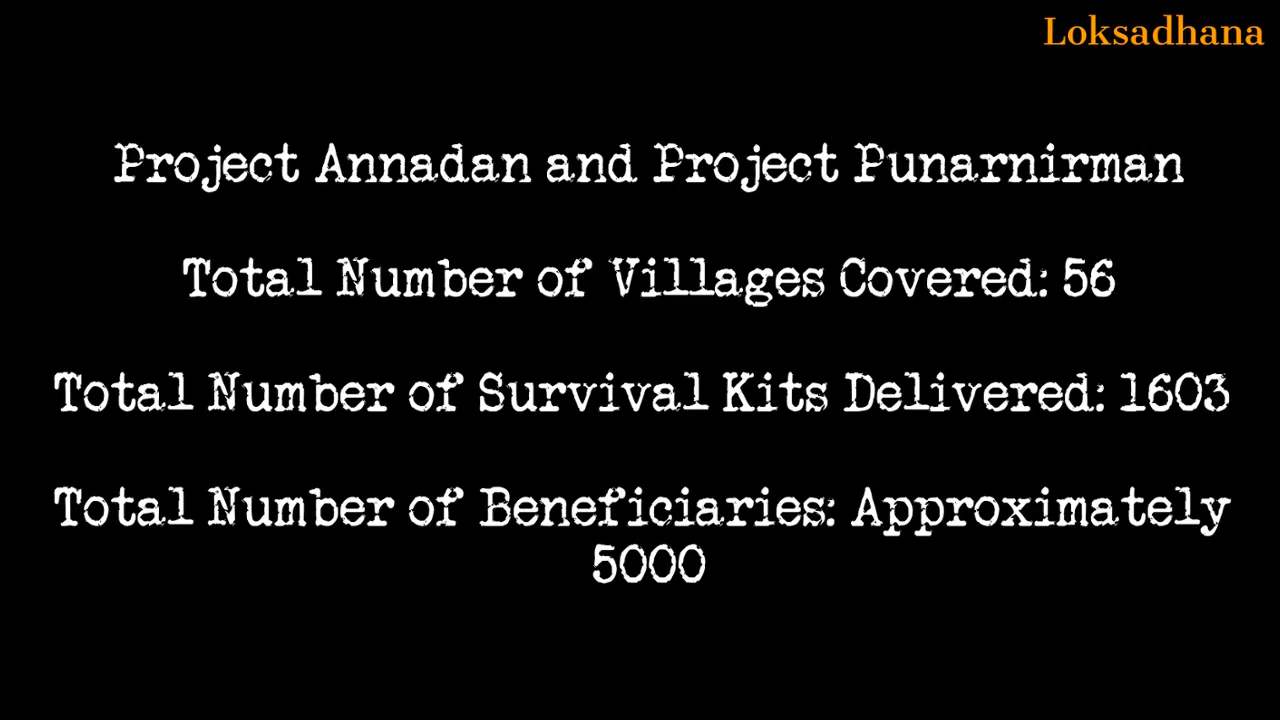 Loksadhana
Project Annadan and Project Punarnirman
Total Number of Villages Covered: 56
Total Number of Survival Kits Delivered: 1603
Total Number of Beneficiaries: Approximately
5000